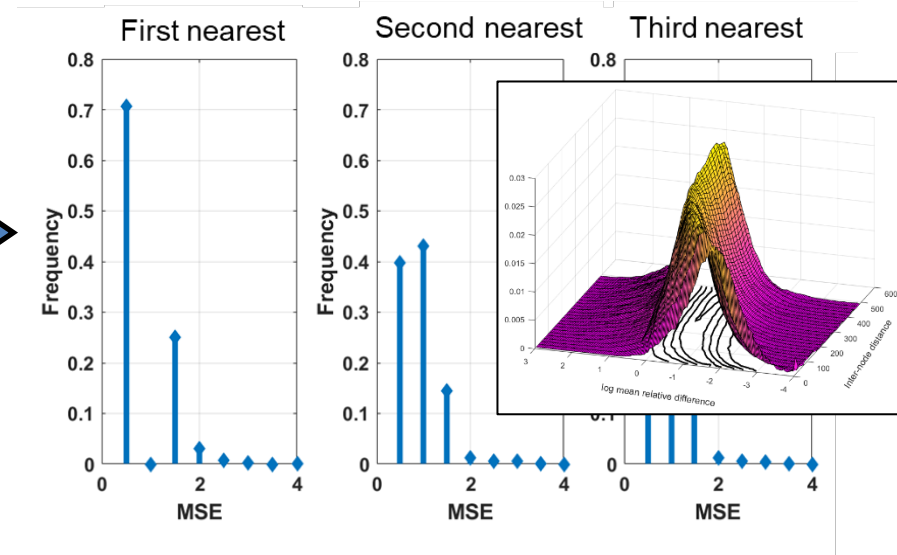 First nearest
Second nearest
Third nearest
0.8
0.7
0.6
0.5
0.4
0.3
0.2
0.1
0
Frequency
0 2 4
MSE
0.8
0.7
0.6
0.5
0.4
0.3
0.2
0.1
0
Frequency
0 2 4
MSE
0.8
0
0 2 4
MSE
0.03
0.025
0.02
0.015
0.01
0.005
0
3 2 1 0 -1 -2 -3 -4
log mean relative difference
0 100 200 300 400 500 600
Inter-node distance